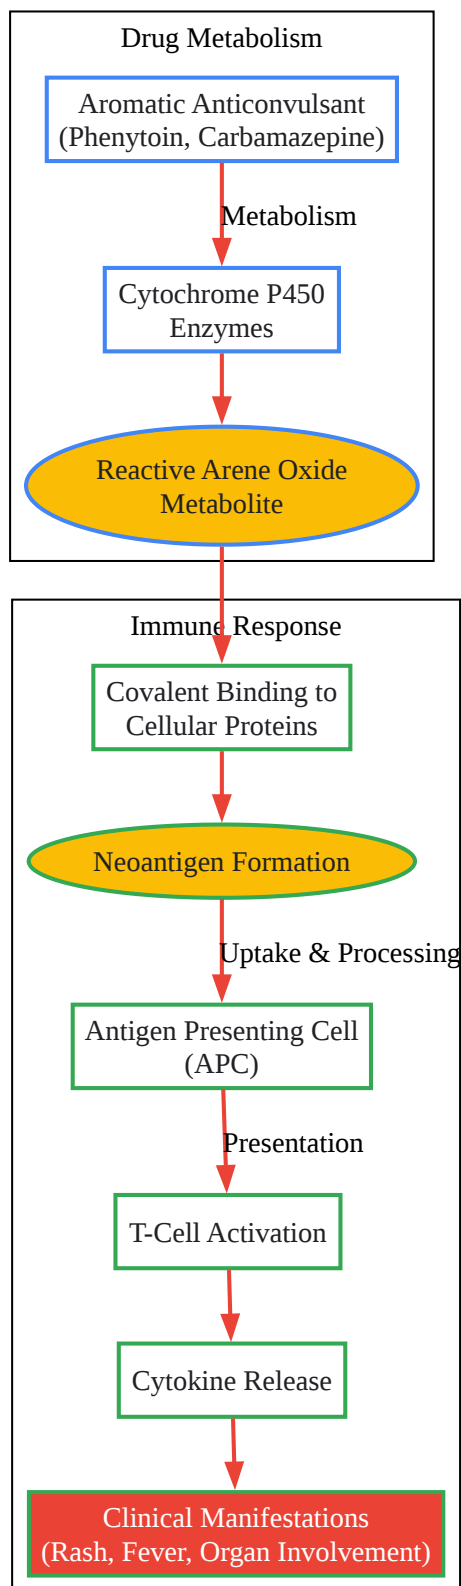 Drug Metabolism
Aromatic Anticonvulsant
(Phenytoin, Carbamazepine)
Metabolism
Cytochrome P450
Enzymes
Reactive Arene Oxide
Metabolite
Immune Response
Covalent Binding to
Cellular Proteins
Neoantigen Formation
Uptake & Processing
Antigen Presenting Cell
(APC)
Presentation
T-Cell Activation
Cytokine Release
Clinical Manifestations
(Rash, Fever, Organ Involvement)